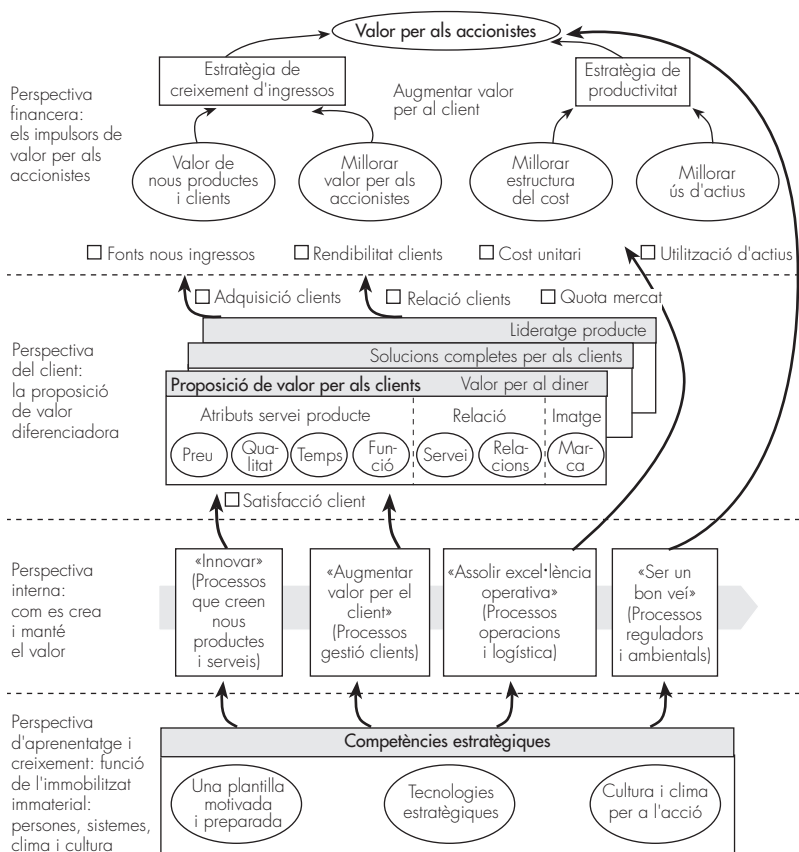 Valor per als accionistes
Perspectiva
financera:
els impulsors de
valor per als
accionistes
Estratègia de
creixement d'ingressos
Augmentar valor
per al client
Estratègia de
productivitat
Valor de
nous productes
i clients
Millorar
valor per als
accionistes
Millorar
estructura
del cost
Millorar
ús d'actius
Fonts nous ingressos
Rendibilitat clients
Cost unitari
Utilització d'actius
Perspectiva
del client:
la proposició
de valor
diferenciadora
Adquisició clients
Relació clients
Quota mercat
Lideratge producte
Solucions completes per als clients
Proposició de valor per als clients
Valor per al diner
Atributs servei producte
Relació
Imatge
Preu
Qua-
litat
Temps
Fun-
ció
Servei
Rela-
cions
Mar-
ca
Satisfacció client
Perspectiva
interna:
com es crea
i manté
el valor
«Innovar»
(Processos
que creen
nous
productes
i serveis)
«Augmentar
valor per el
client»
(Processos
gestió clients)
«Assolir excel·lència
operativa»
(Processos
operacions
i logística)
«Ser un
bon veí»
(Processos
reguladors
i ambientals)
Perspectiva
d'aprenentatge i
creixement: funció
de l'immobilitzat
immaterial:
persones, sistemes,
clima i cultura
Competències estratègiques
Una plantilla
motivada
i preparada
Tecnologies
estratègiques
Cultura i clima
per a l'acció